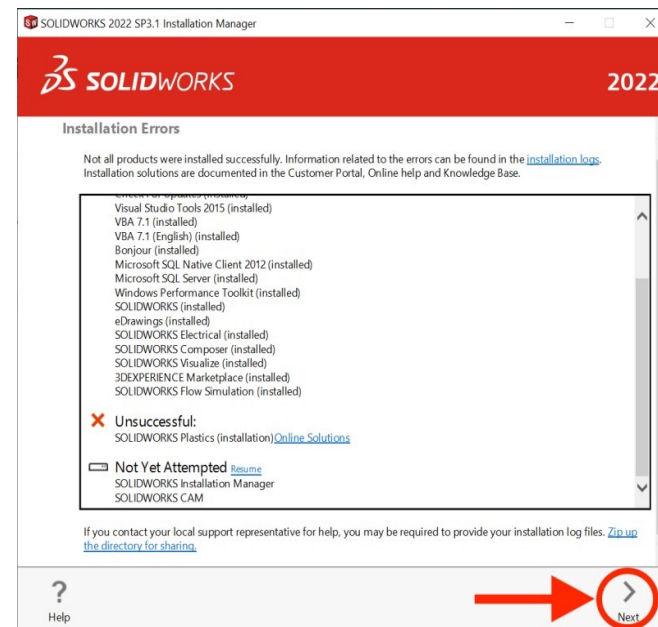 SOLIDWORKS 2022 SP3.1 Installation Manager
SOLIDWORKS
2022
Installation Errors
Not all products were installed successfully. Information related to the errors can be found in the installation logs.
Installation solutions are documented in the Customer Portal, Online help and Knowledge Base.
Check For Updates (installed)
Visual Studio Tools 2015 (installed)
VBA 7.1 (installed)
VBA 7.1 (English) (installed)
Bonjour (installed)
Microsoft SQL Native Client 2012 (installed)
Microsoft SQL Server (installed)
Windows Performance Toolkit (installed)
SOLIDWORKS (installed)
eDrawings (installed)
SOLIDWORKS Electrical (installed)
SOLIDWORKS Composer (installed)
SOLIDWORKS Visualize (installed)
3DEXPERIENCE Marketplace (installed)
SOLIDWORKS Flow Simulation (installed)
Unsuccessful:
SOLIDWORKS Plastics (installation)Online Solutions
Not Yet Attempted Resume
SOLIDWORKS Installation Manager
SOLIDWORKS CAM
If you contact your local support representative for help, you may be required to provide your installation log files. Zip up
the directory for sharing.
?
Help
Next